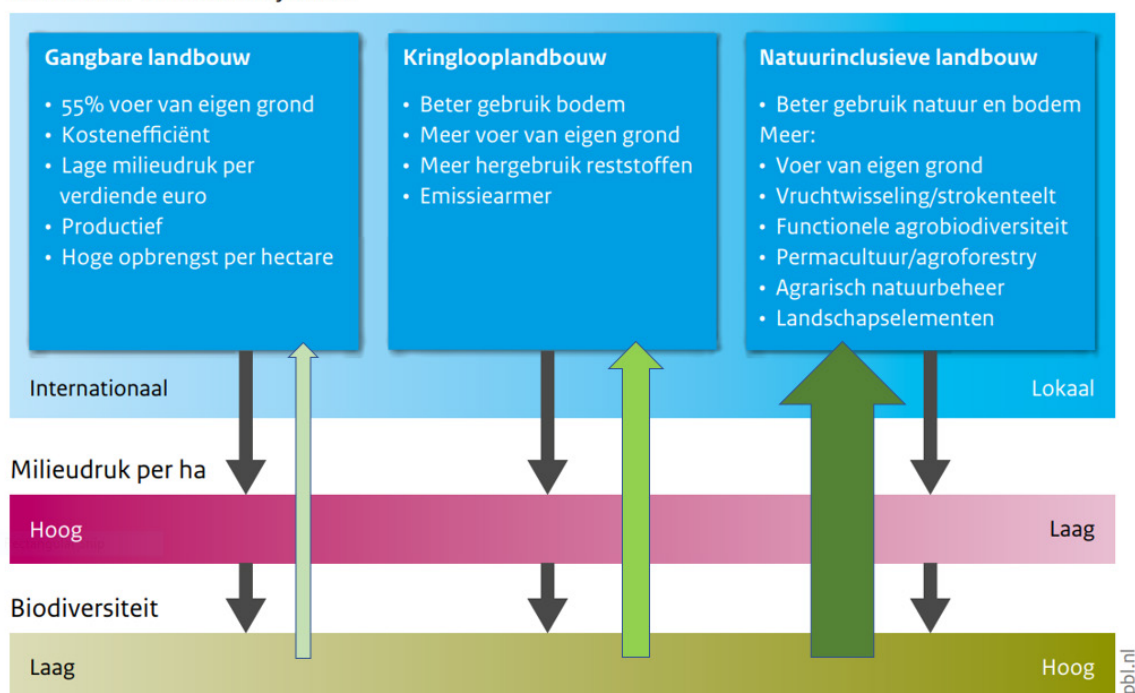 Gangbare landbouw
• 55% voer van eigen grond
• Kostenefficiënt
• Lage milieudruk per
verdiende euro
• Productief
• Hoge opbrengst per hectare
Kringlooplandbouw
• Beter gebruik bodem
• Meer voer van eigen grond
• Meer hergebruik reststoffen
• Emissiearmer
Natuurinclusieve landbouw
• Beter gebruik natuur en bodem
Meer:
• Voer van eigen grond
• Vruchtwisseling/strokenteelt
• Functionele agrobiodiversiteit
• Permacultuur/agroforestry
• Agrarisch natuurbeheer
• Landschapselementen
Internationaal
Lokaal
Milieudruk per ha
Hoog
Laag
Biodiversiteit
Laag
Hoog
pbl.nl